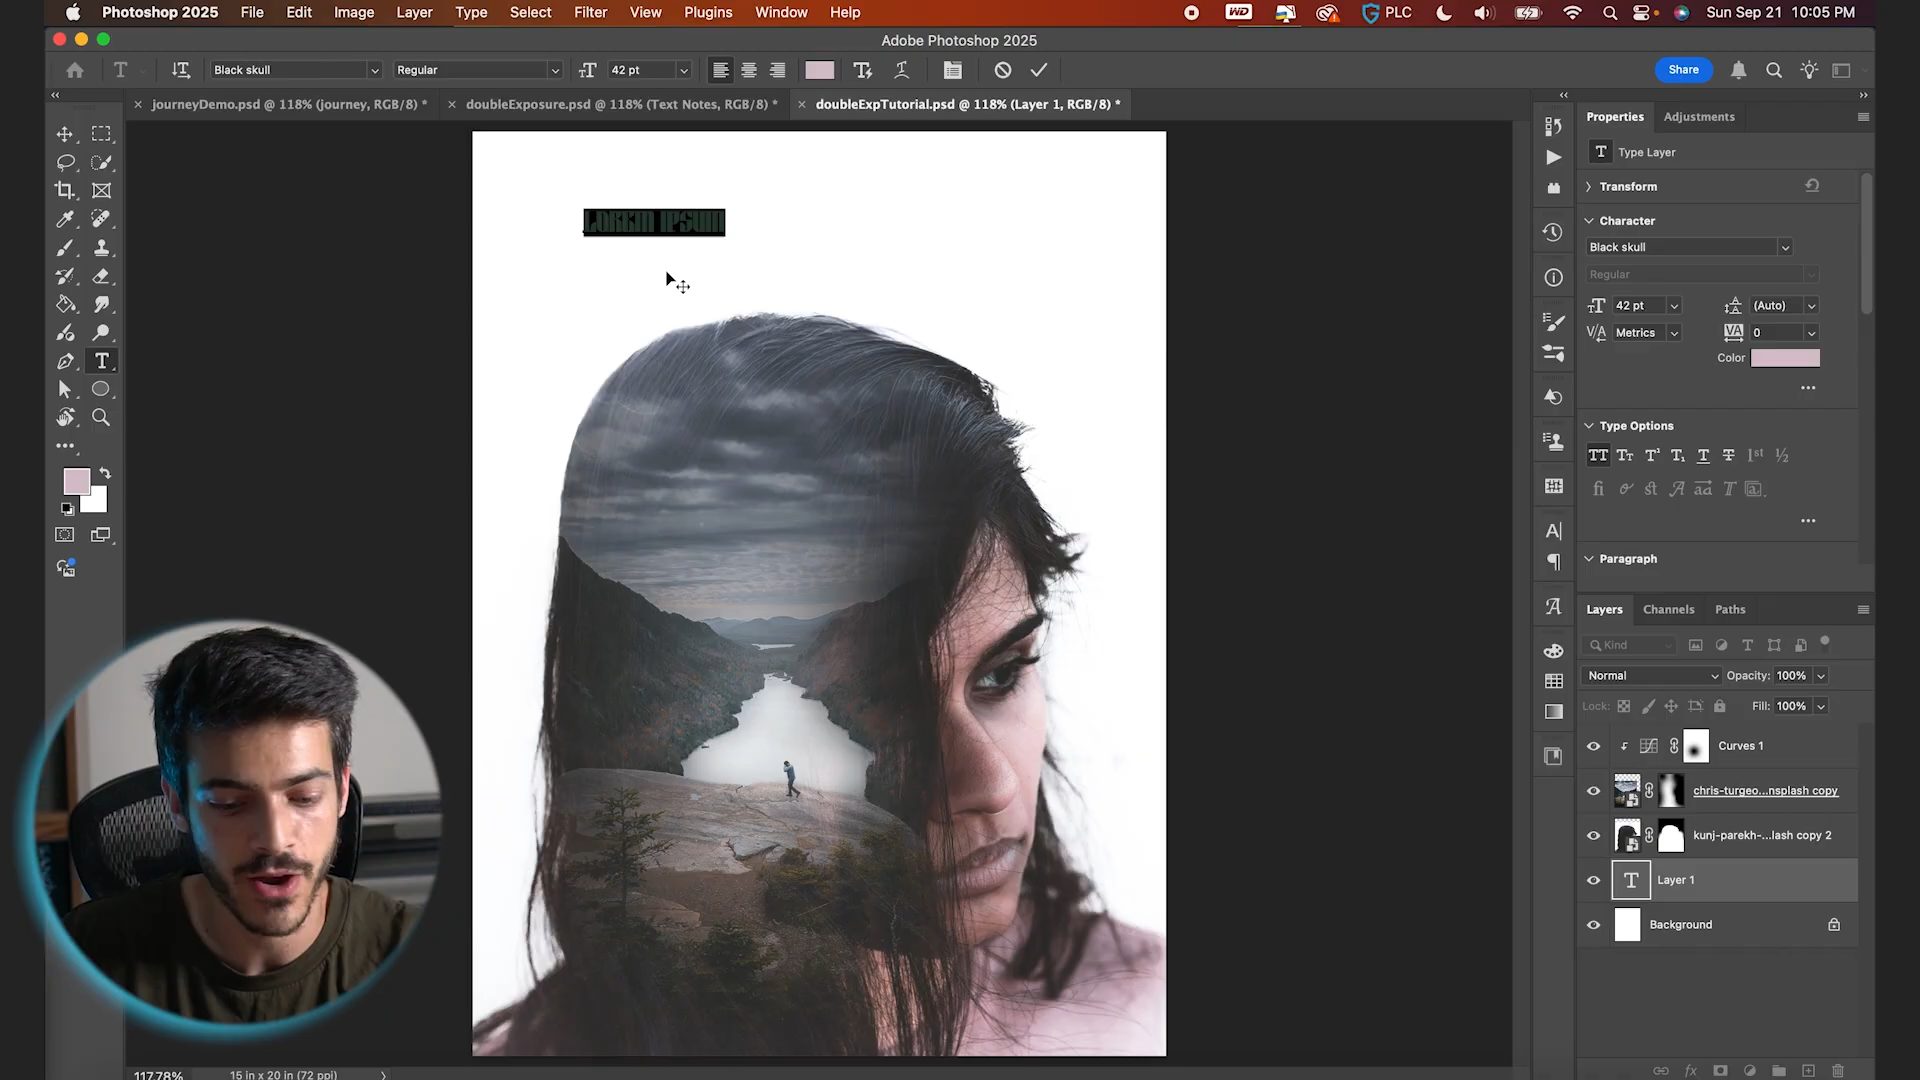 Photoshop 2025 File Edit Image Layer Type Select Filter View Plugins Window Help WD PLC Sun Sep 21 10:05 PM
Adobe Photoshop 2025
Black skull Regular 42 pt Share
journeyDemo.psd @ 118% (journey, RGB/8) * doubleExposure.psd @ 118% (Text Notes, RGB/8) * doubleExpTutorial.psd @ 118% (Layer 1, RGB/8) *
Properties Adjustments
T Type Layer
Transform
LOREM IPSUM
Character
Black skull
Regular
42 pt (Auto)
Metrics 0
Color
Type Options
Paragraph
Layers Channels Paths
Kind
Normal Opacity: 100%
Lock: Fill: 100%
Curves 1
chris-turgeo...nsplash copy
kunj-parekh-...lash copy 2
T Layer 1
Background
117.78% 15 in x 20 in (72 ppi)